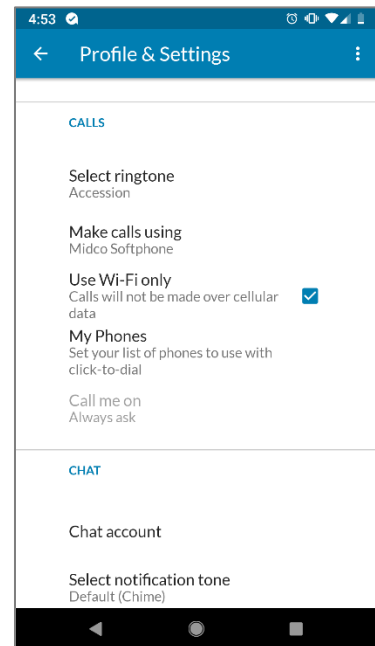 4:53
Profile & Settings
CALLS
Select ringtone
Accession
Make calls using
Midco Softphone
Use Wi-Fi only
Calls will not be made over cellular
data
My Phones
Set your list of phones to use with
click-to-dial
Call me on
Always ask
CHAT
Chat account
Select notification tone
Default (Chime)